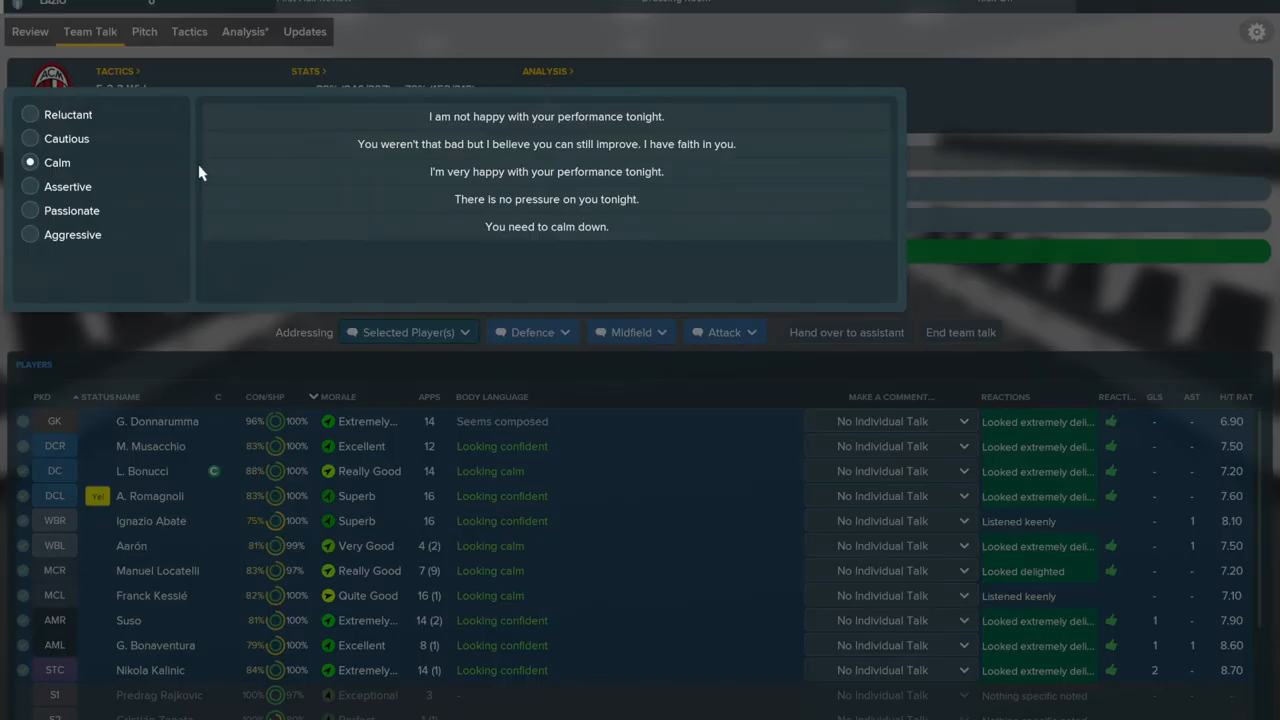 LAZIO
Review Team Talk Pitch Tactics Analysis* Updates
TACTICS > STATS > ANALYSIS >
Reluctant
Cautious
Calm
Assertive
Passionate
Aggressive
I am not happy with your performance tonight.
You weren't that bad but I believe you can still improve. I have faith in you.
I'm very happy with your performance tonight.
There is no pressure on you tonight.
You need to calm down.
Addressing Selected Player(s) Defence Midfield Attack Hand over to assistant End team talk
PLAYERS
PKD STATUS NAME C CON/SHP MORALE APPS BODY LANGUAGE MAKE A COMMENT... REACTIONS REACTI... GLS AST H/T RAT
GK G. Donnarumma 96% 100% Extremely... 14 Seems composed No Individual Talk Looked extremely deli... - - 6.90
DCR M. Musacchio 83% 100% Excellent 12 Looking confident No Individual Talk Looked extremely deli... - - 7.50
DC L. Bonucci C 88% 100% Really Good 14 Looking calm No Individual Talk Looked extremely deli... - - 7.20
DCL Yel A. Romagnoli 83% 100% Superb 16 Looking confident No Individual Talk Looked extremely deli... - - 7.60
WBR Ignazio Abate 75% 100% Superb 16 Looking confident No Individual Talk Listened keenly - 1 8.10
WBL Aarón 81% 99% Very Good 4 (2) Looking calm No Individual Talk Looked extremely deli... - 1 7.50
MCR Manuel Locatelli 83% 97% Really Good 7 (9) Looking calm No Individual Talk Looked delighted - - 7.20
MCL Franck Kessié 82% 100% Quite Good 16 (1) Looking calm No Individual Talk Listened keenly - - 7.10
AMR Suso 81% 100% Extremely... 14 (2) Looking confident No Individual Talk Looked extremely deli... 1 - 7.90
AML G. Bonaventura 79% 100% Excellent 8 (1) Looking confident No Individual Talk Looked extremely deli... 1 1 8.60
STC Nikola Kalinic 84% 100% Extremely... 14 (1) Looking confident No Individual Talk Looked extremely deli... 2 - 8.70
S1 Predrag Rajkovic 100% 97% Exceptional 3 - No Individual Talk Nothing specific noted - -